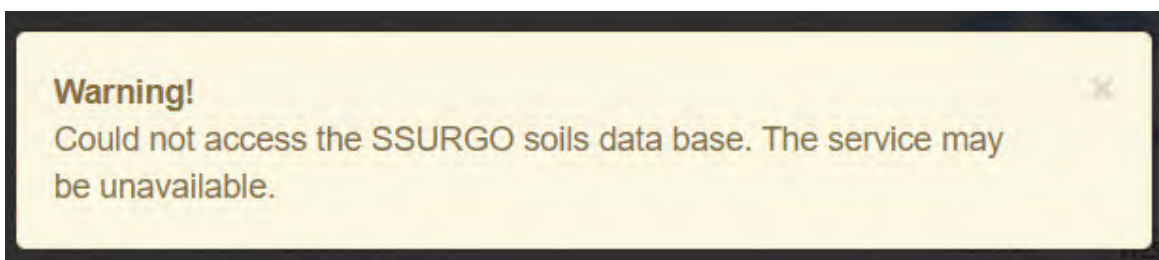 Warning!
Could not access the SSURGO soils data base. The service may
be unavailable.